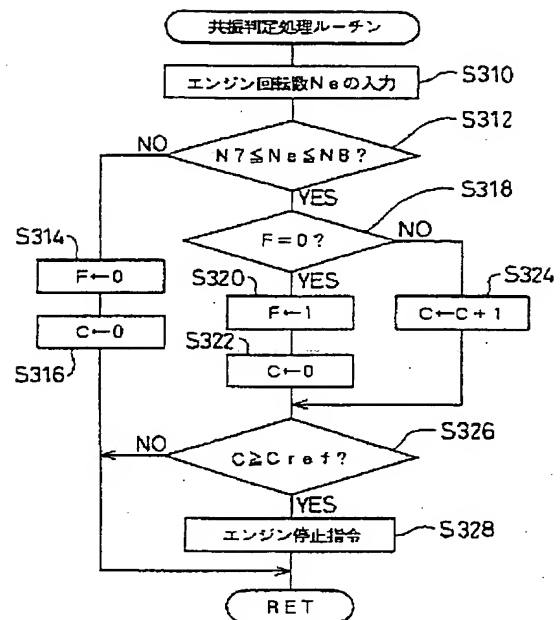 共振判定処理ルーチン
エンジン回転数Neの入力
S310
S312
N7≦Ne≦N8?
NO
YES
S318
F=0?
NO
S314
F←0
S320
YES
S324
F←1
C←C+1
C←0
S322
C←0
S316
S326
NO
C≧Cref?
YES
エンジン停止指令
S328
RET